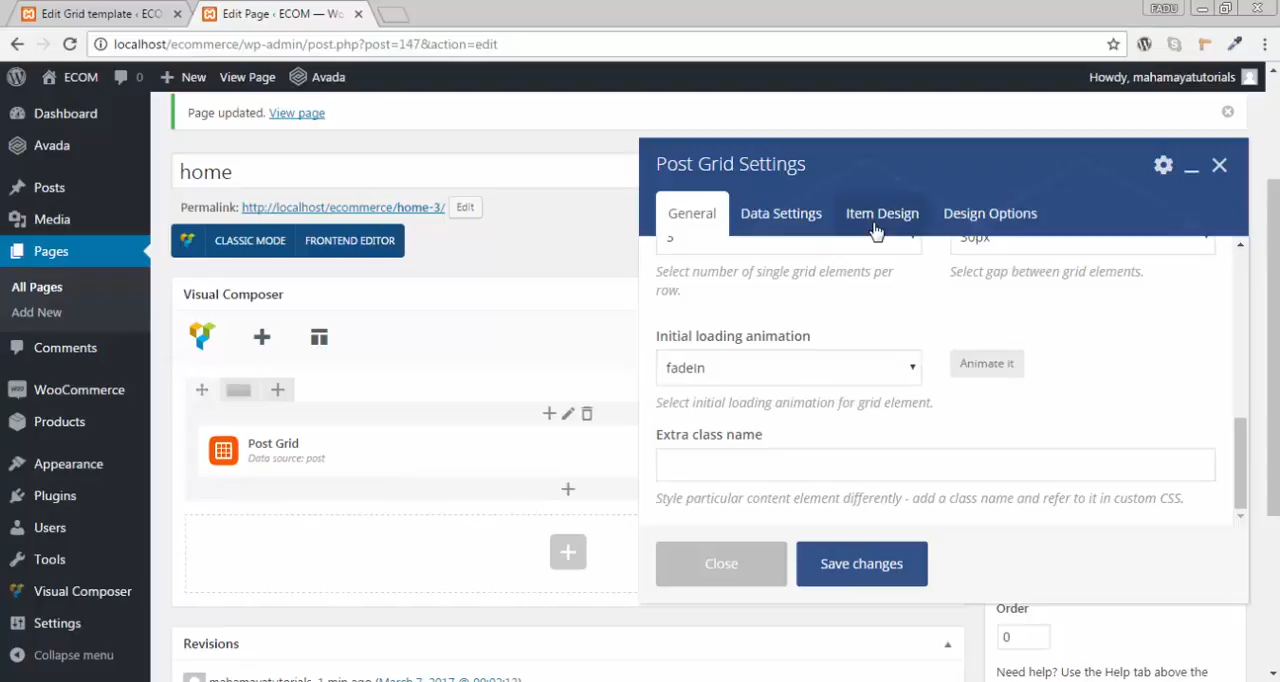 Edit Grid template ‹ ECO
Edit Page ‹ ECOM — Wo
FADU
localhost/ecommerce/wp-admin/post.php?post=147&action=edit
ECOM 0 New View Page Avada
Howdy, mahamayatutorials
Dashboard
Avada
Posts
Media
Pages
All Pages
Add New
Comments
WooCommerce
Products
Appearance
Plugins
Users
Tools
Visual Composer
Settings
Collapse menu
Page updated. View page
home
Permalink: http://localhost/ecommerce/home-3/ Edit
CLASSIC MODE FRONTEND EDITOR
Visual Composer
Post Grid
Data source: post
Revisions
mahamayatutorials, 1 min ago (March 7, 2017 @
Post Grid Settings
General Data Settings Item Design Design Options
30px
Select number of single grid elements per
row.
Select gap between grid elements.
Initial loading animation
fadeIn
Animate it
Select initial loading animation for grid element.
Extra class name
Style particular content element differently - add a class name and refer to it in custom CSS.
Close Save changes
Order
0
Need help? Use the Help tab above the